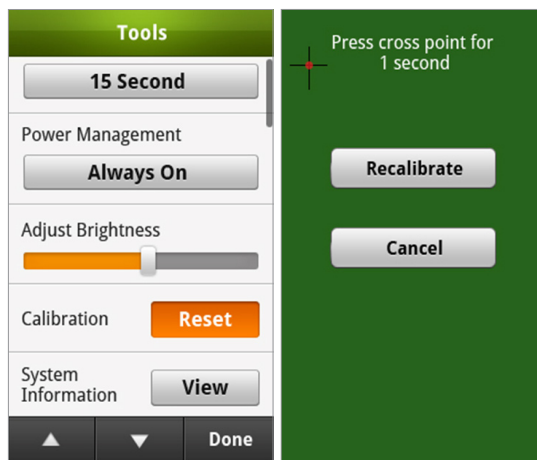 Tools
15 Second
Power Management
Always On
Adjust Brightness
Calibration
Reset
System
Information
View
Done
Press cross point for
1 second
Recalibrate
Cancel